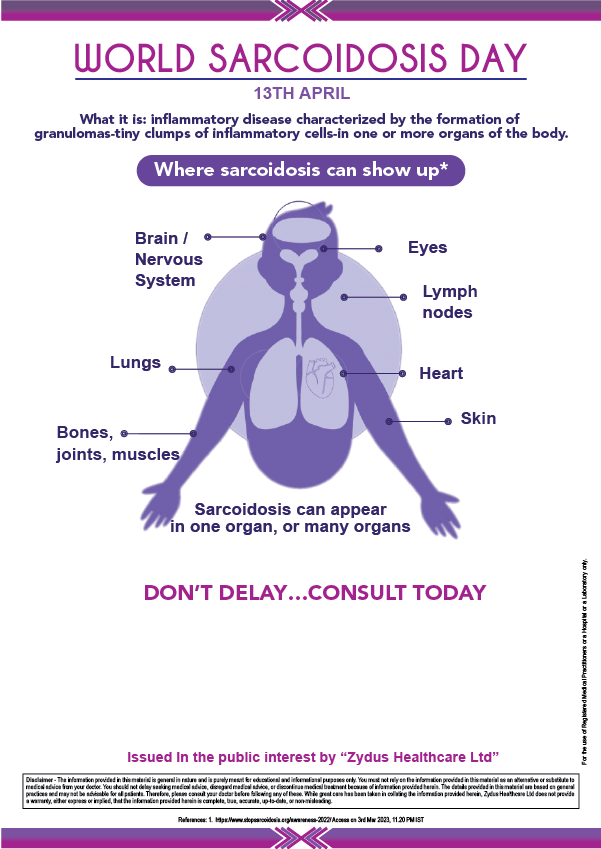 WORLD SARCOIDOSIS DAY
13TH APRIL
What it is: inflammatory disease characterized by the formation of
granulomas-tiny clumps of inflammatory cells-in one or more organs of the body.
Where sarcoidosis can show up*
Brain /
Nervous
System
Eyes
Lymph
nodes
Lungs
Heart
Skin
Bones,
joints, muscles
Sarcoidosis can appear
in one organ, or many organs
DON'T DELAY...CONSULT TODAY
For the use of Registered Medical Practitioners or a Hospital or a Laboratory only.
Issued In the public interest by “Zydus Healthcare Ltd”
Disclaimer - The information provided in this material is general in nature and is purely meant for educational and informational purposes only. You must not rely on the information provided in this material as an alternative or substitute to
medical advice from your doctor. You should not delay seeking medical advice, disregard medical advice, or discontinue medical treatment because of information provided herein. The details provided in this material are based on general
practices and may not be advisable for all patients. Therefore, please consult your doctor before following any of these. While great care has been taken in collating the information provided herein, Zydus Healthcare Ltd does not provide
a warranty, either express or implied, that the information provided herein is complete, true, accurate, up-to-date, or non-misleading.
References: 1. https://www.stopsarcoidosis.org/awareness-2022/ Access on 3rd Mar 2023, 11.20 PM IST